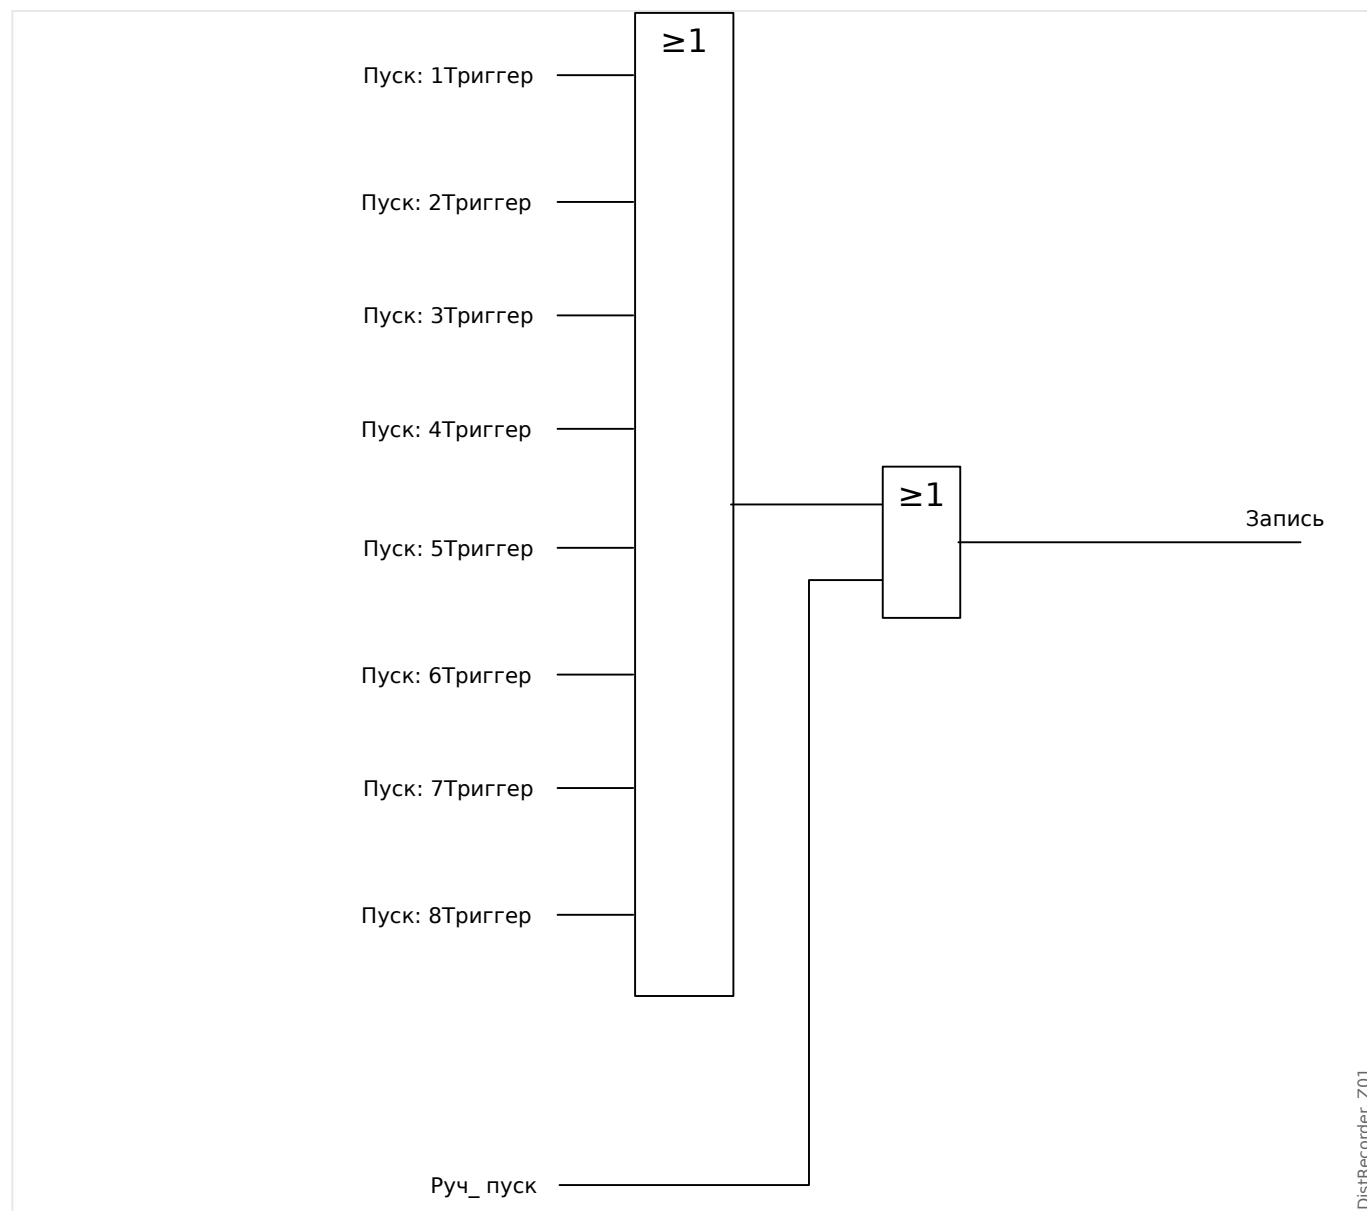 ≥1
Пуск: 1Триггер
Пуск: 2Триггер
Пуск: 3Триггер
Пуск: 4Триггер
≥1
Запись
Пуск: 5Триггер
Пуск: 6Триггер
Пуск: 7Триггер
Пуск: 8Триггер
Руч_ пуск
DistRecorder_Z01